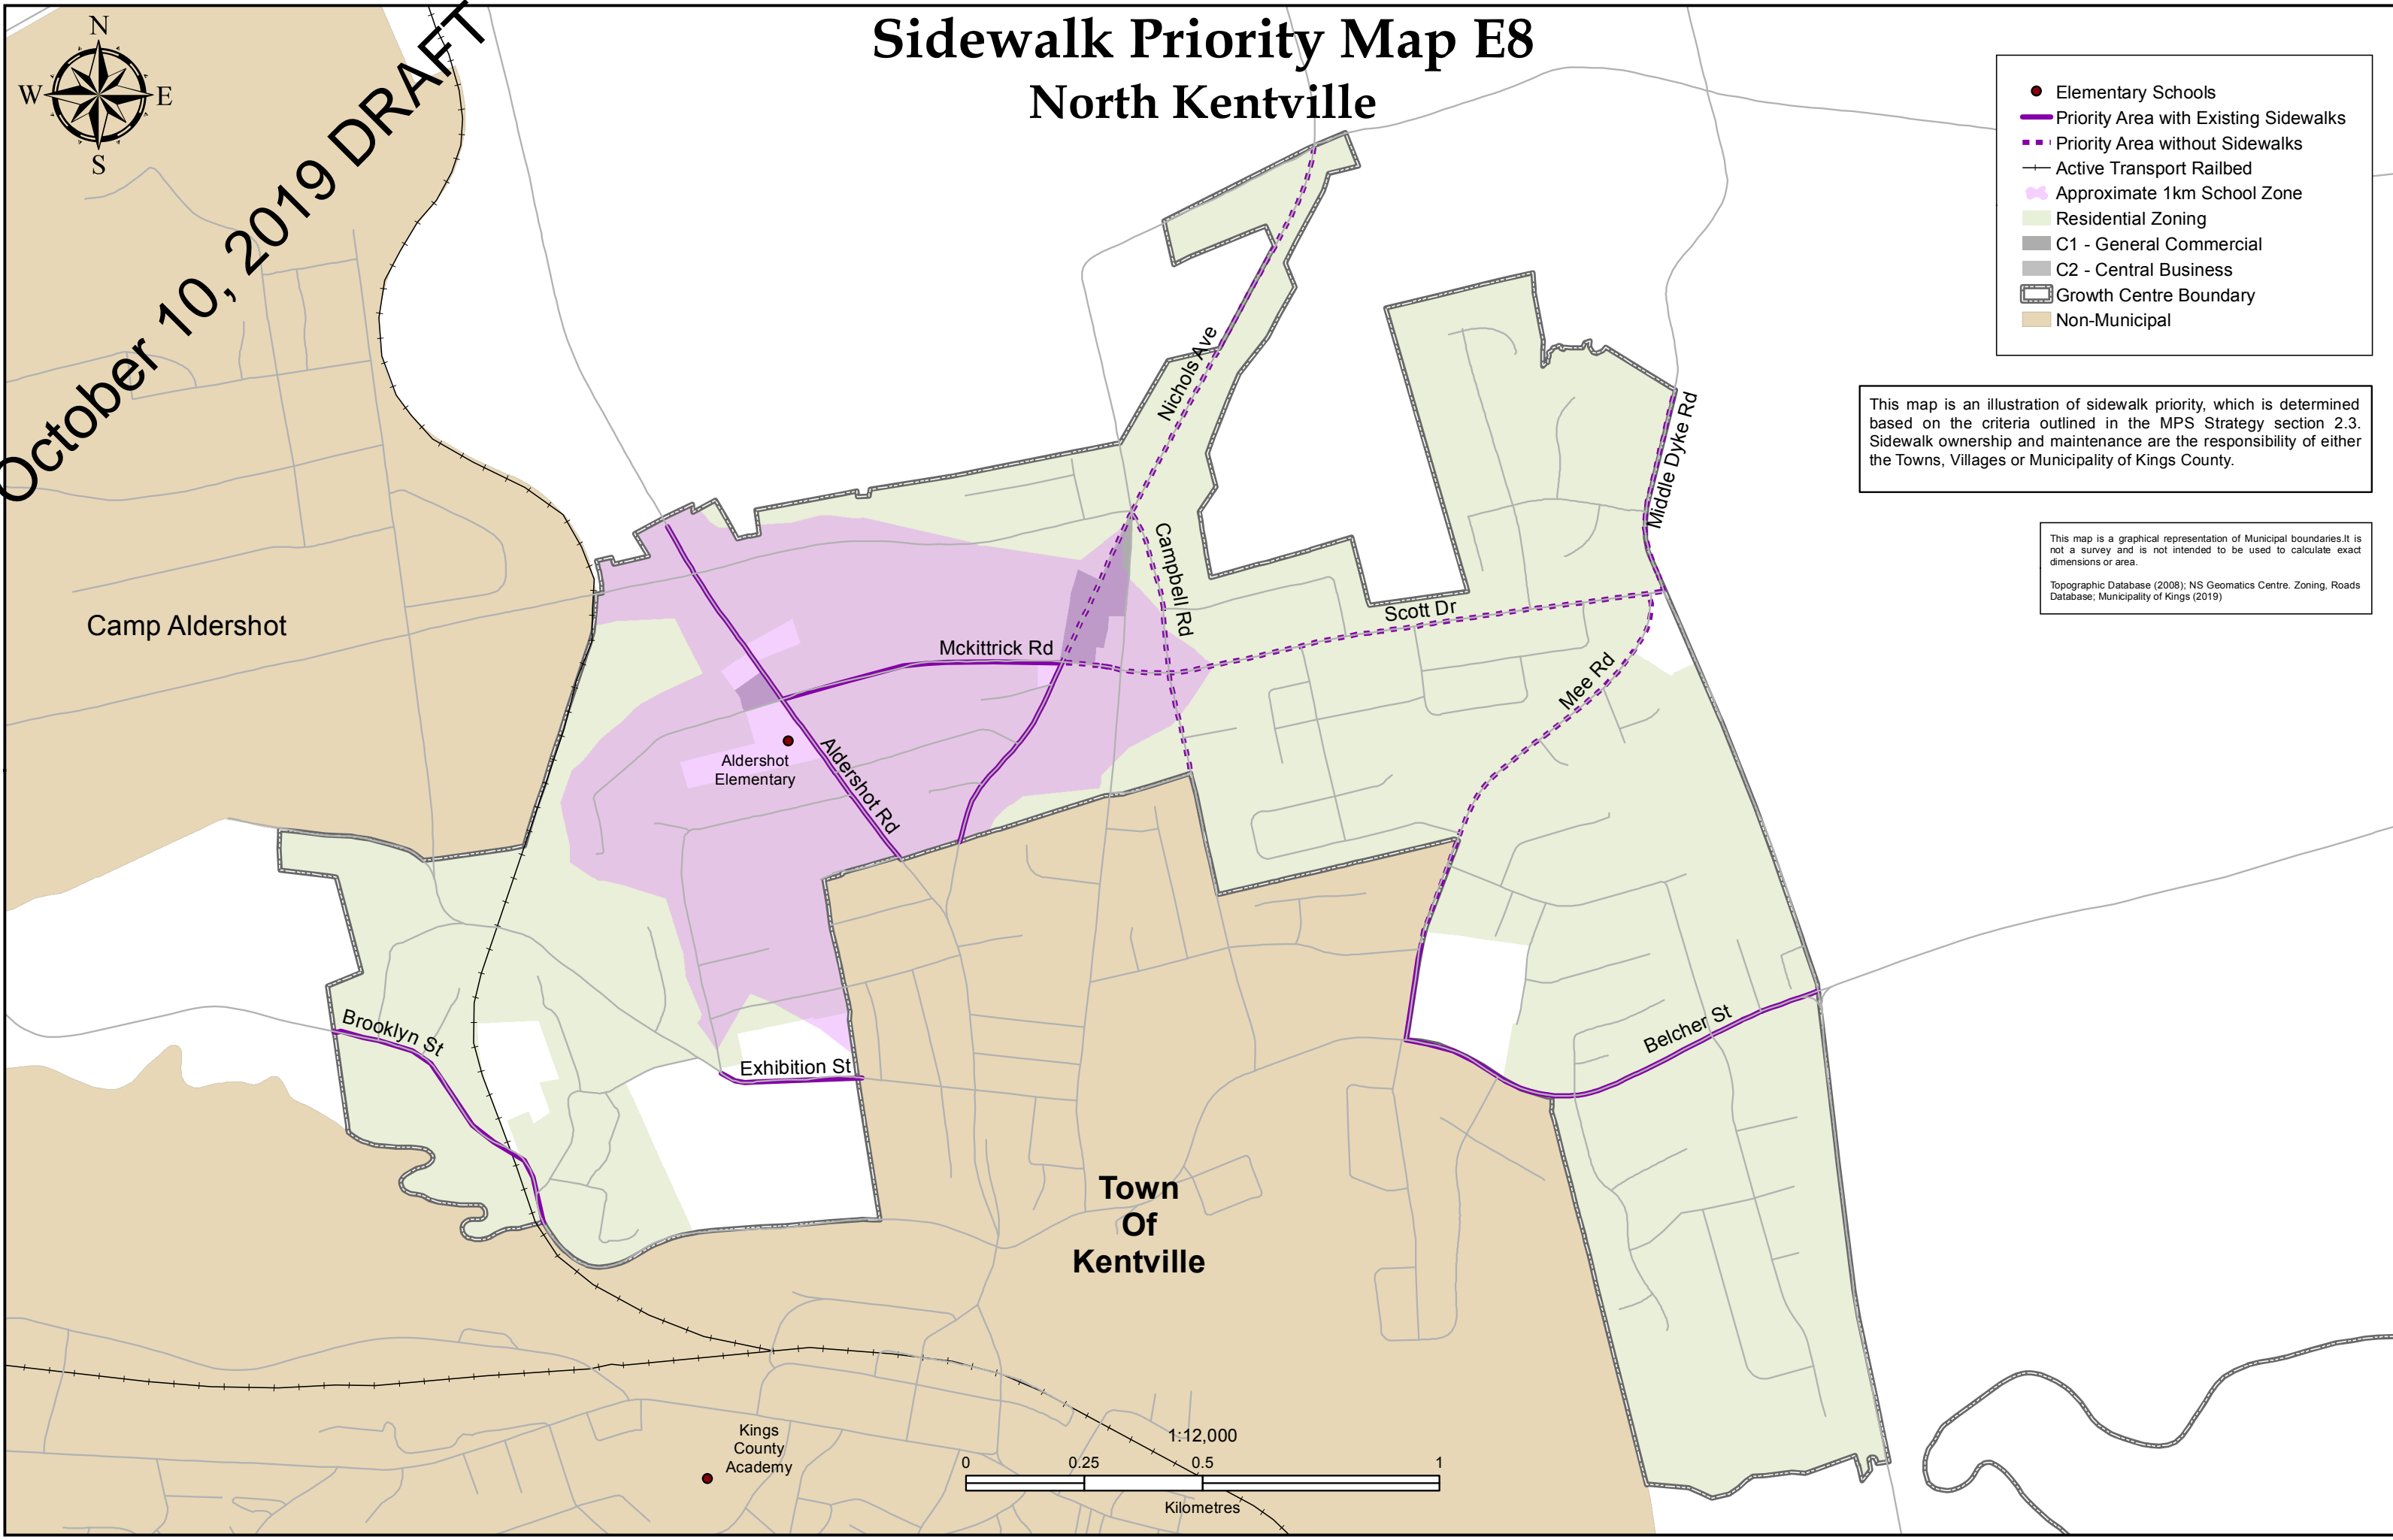 Sidewalk Priority Map E8
North Kentville
N
W
E
S
October 10, 2019 DRAFT
Elementary Schools
Priority Area with Existing Sidewalks
Priority Area without Sidewalks
Active Transport Railbed
Approximate 1km School Zone
Residential Zoning
C1 - General Commercial
C2 - Central Business
Growth Centre Boundary
Non-Municipal
This map is an illustration of sidewalk priority, which is determined
based on the criteria outlined in the MPS Strategy section 2.3.
Sidewalk ownership and maintenance are the responsibility of either
the Towns, Villages or Municipality of Kings County.
This map is a graphical representation of Municipal boundaries.It is
not a survey and is not intended to be used to calculate exact
dimensions or area.
Topographic Database (2008); NS Geomatics Centre. Zoning, Roads
Database; Municipality of Kings (2019)
Nichols Ave
Middle Dyke Rd
Campbell Rd
Scott Dr
Camp Aldershot
Mckittrick Rd
Mee Rd
Aldershot Rd
Aldershot
Elementary
Brooklyn St
Belcher St
Exhibition St
Town
Of
Kentville
Kings
County
Academy
1:12,000
0
0.25
0.5
1
Kilometres